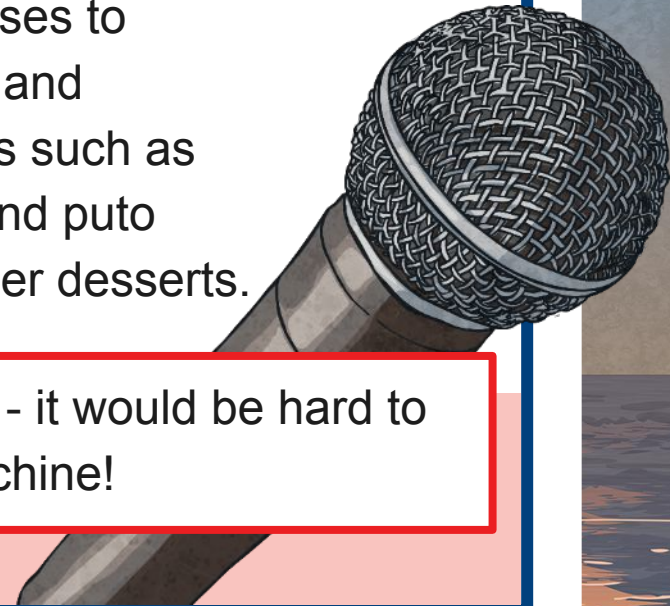 ses to
and
s such as
nd puto
er desserts.
- it would be hard to
chine!